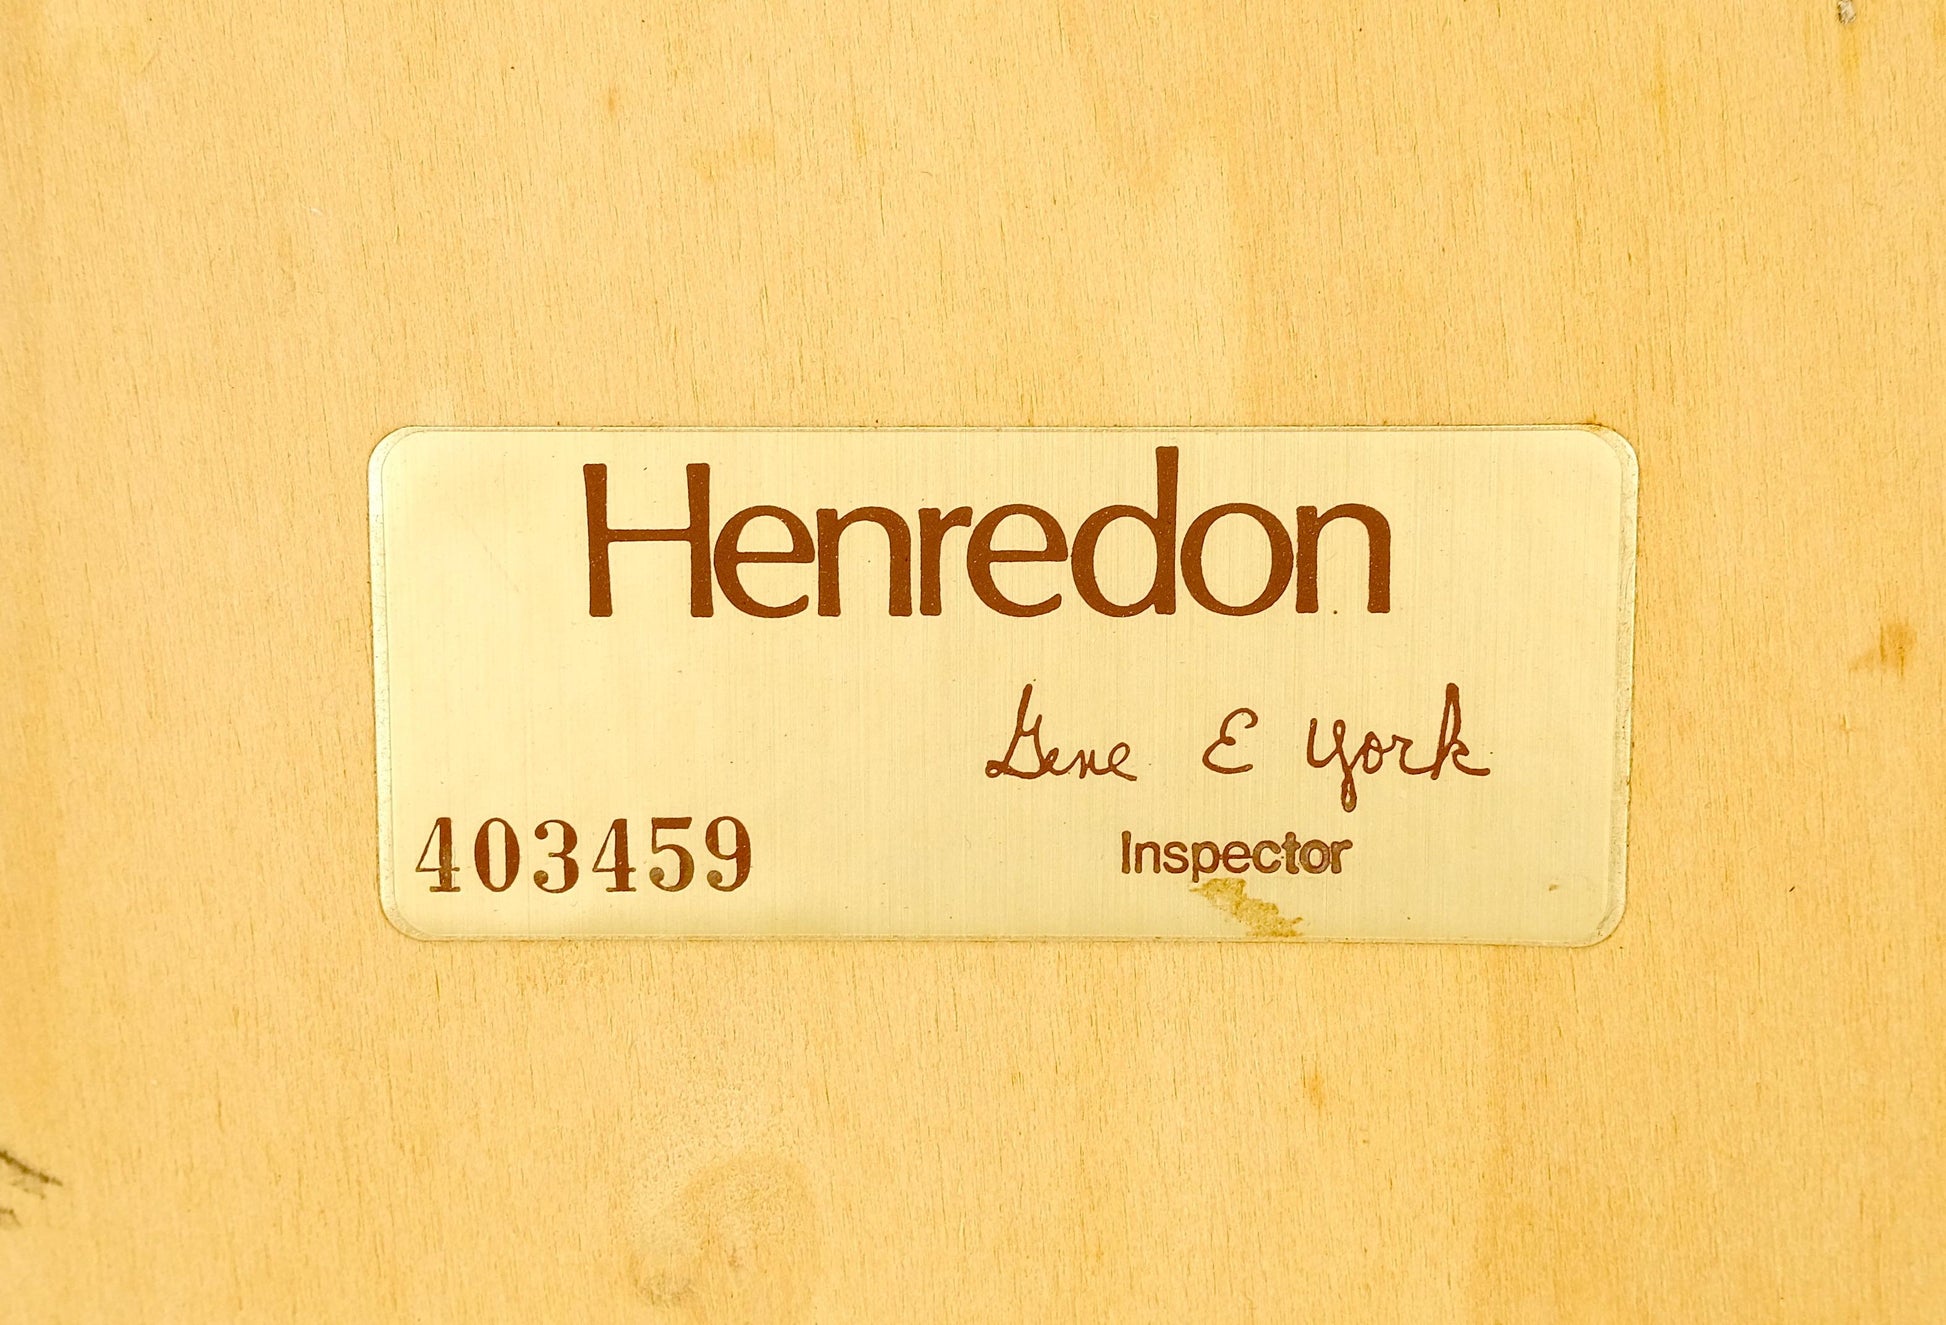 Henredon
Gene E York
403459
Inspector